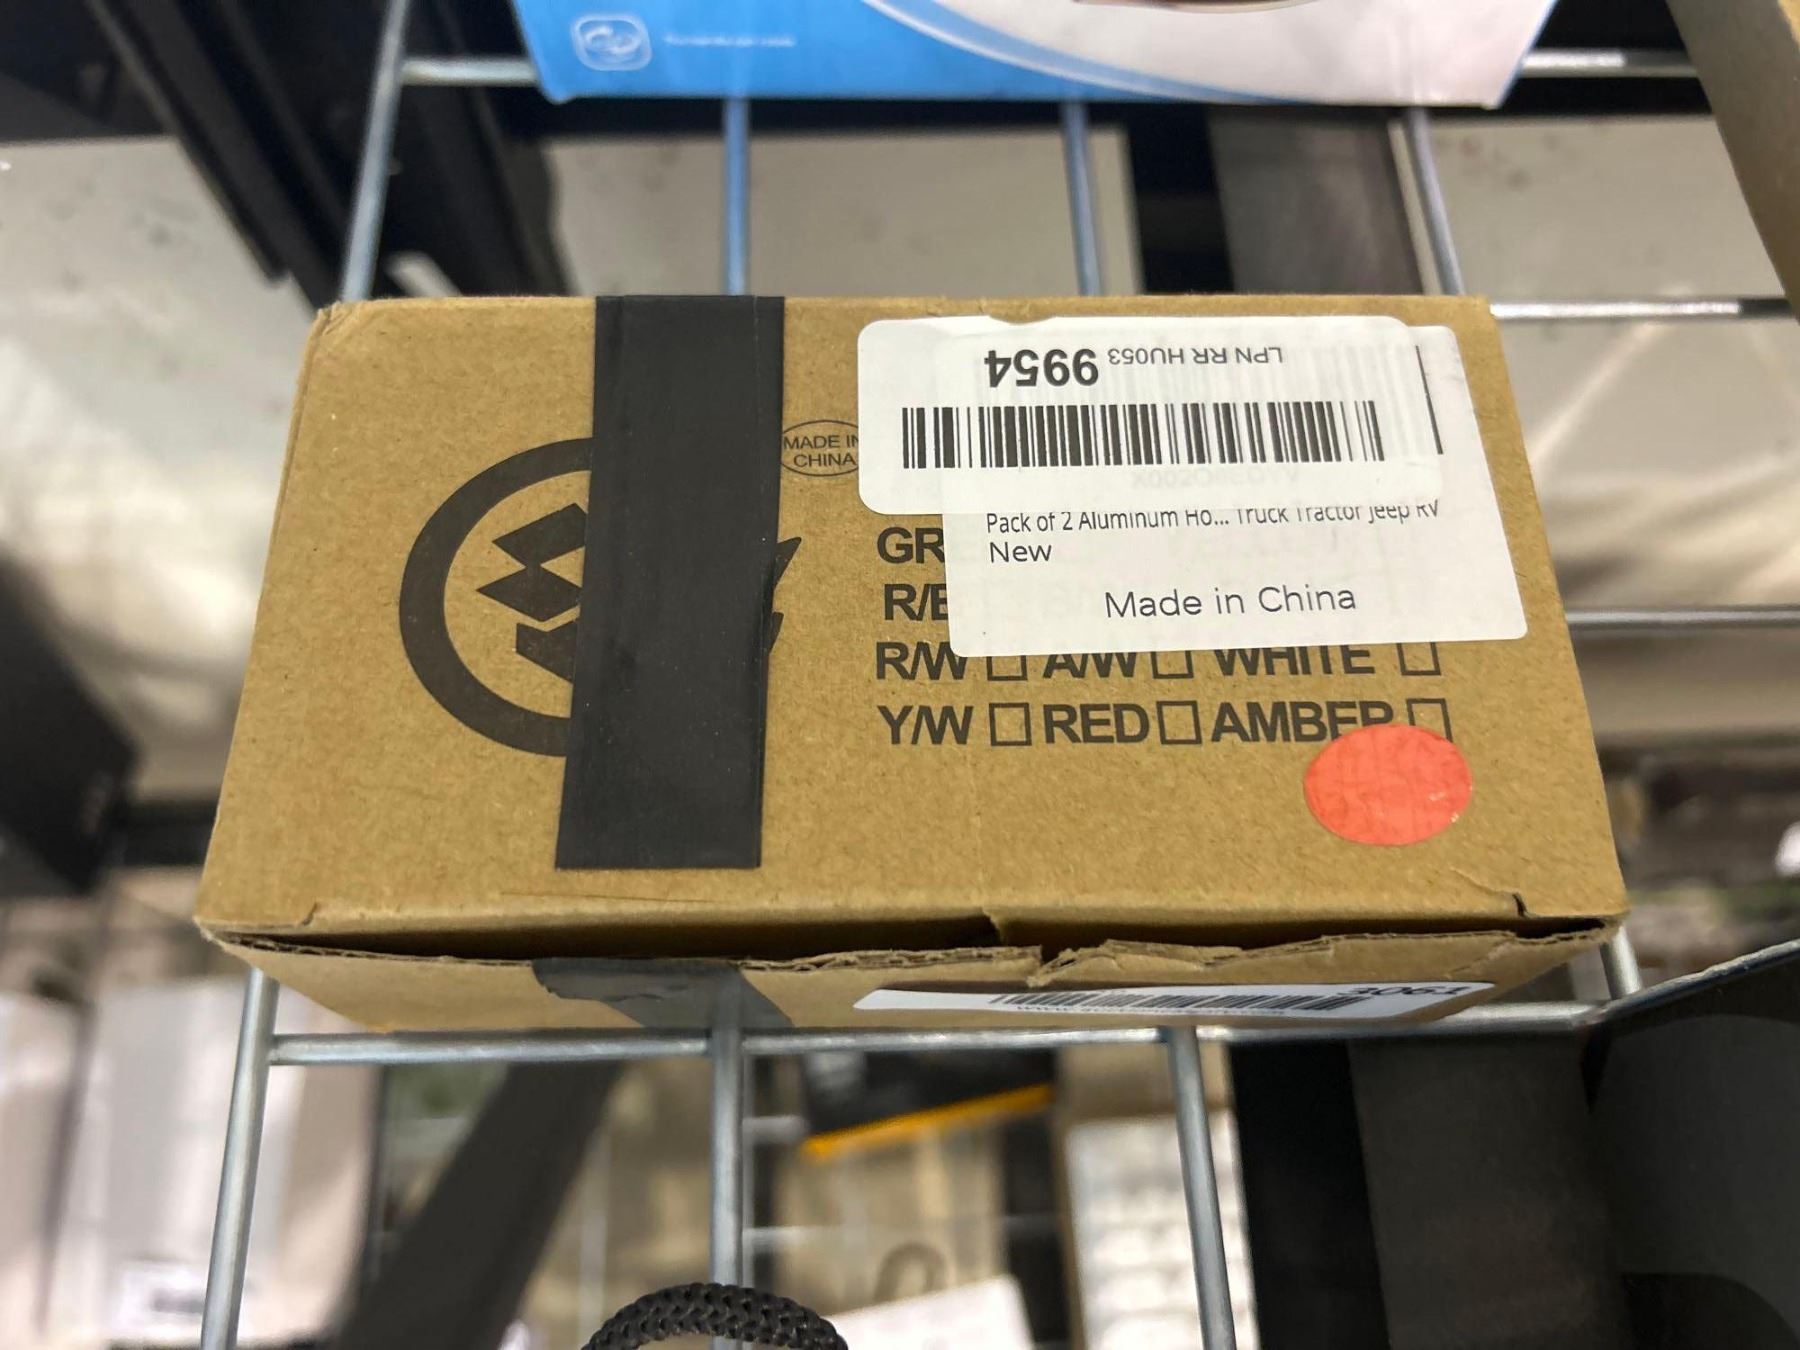 LPN RR HU053 9954
MADE IN
CHINA
Pack of 2 Aluminum Ho... Truck Tractor Jeep RV
New
Made in China
GR
R/B
R/W A/W WHITE
Y/W RED AMBER
3063